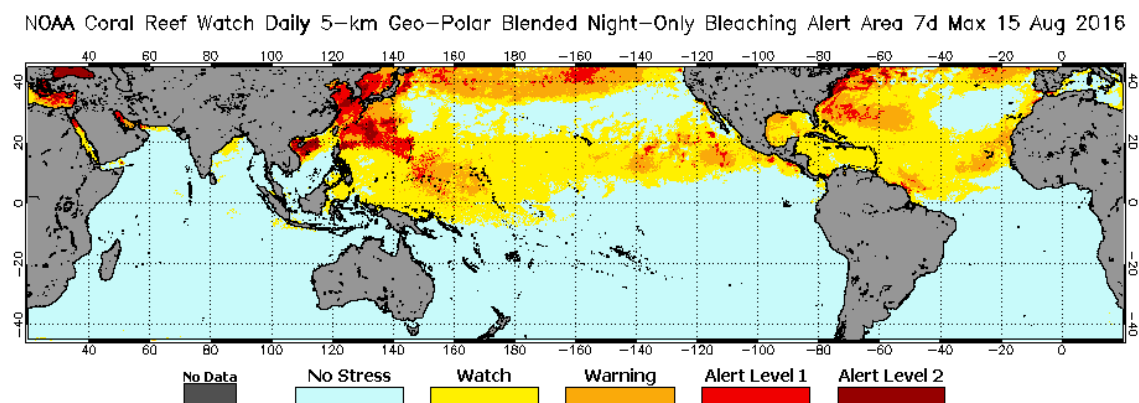 NOAA Coral Reef Watch Daily 5-km Geo-Polar Blended Night-Only Bleaching Alert Area 7d Max 15 Aug 2016
40 60 80 100 120 140 160 180 -160 -140 -120 -100 -80 -60 -40 -20 0
40 40
20 20
0 0
-20 -20
-40 -40
40 60 80 100 120 140 160 180 -160 -140 -120 -100 -80 -60 -40 -20 0
No Data No Stress Watch Warning Alert Level 1 Alert Level 2